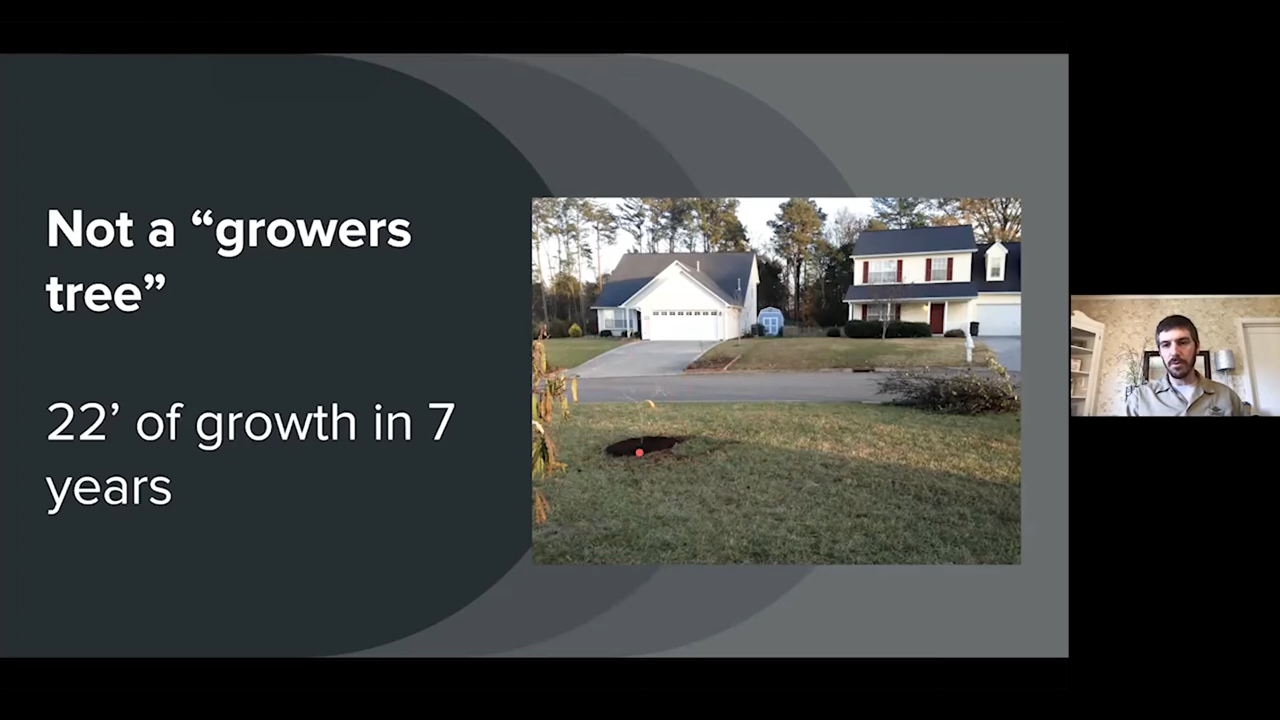 Not a “growers
tree”
22’ of growth in 7
years